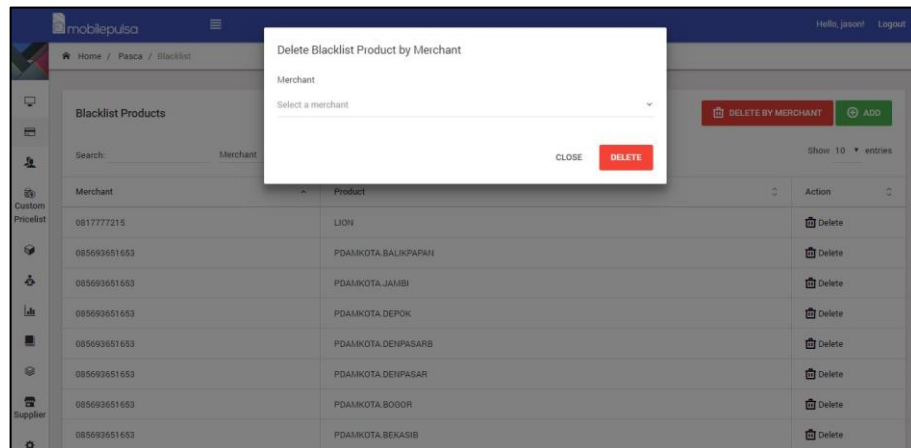 mobilepulsa
Hello, jason! Logout
Home / Pasca / Blacklist
Delete Blacklist Product by Merchant
Merchant
Select a merchant
CLOSE DELETE
Blacklist Products
DELETE BY MERCHANT ADD
Search: Merchant
Show 10 entries
Merchant Product Action
0817777215 LION Delete
085693651653 PDAMKOTA.BALIKPAPAN Delete
085693651653 PDAMKOTA.JAMBI Delete
085693651653 PDAMKOTA.DEPOK Delete
085693651653 PDAMKOTA.DENPASARB Delete
085693651653 PDAMKOTA.DENPASAR Delete
085693651653 PDAMKOTA.BOGOR Delete
085693651653 PDAMKOTA.BEKASIB Delete
Custom
Pricelist
Supplier